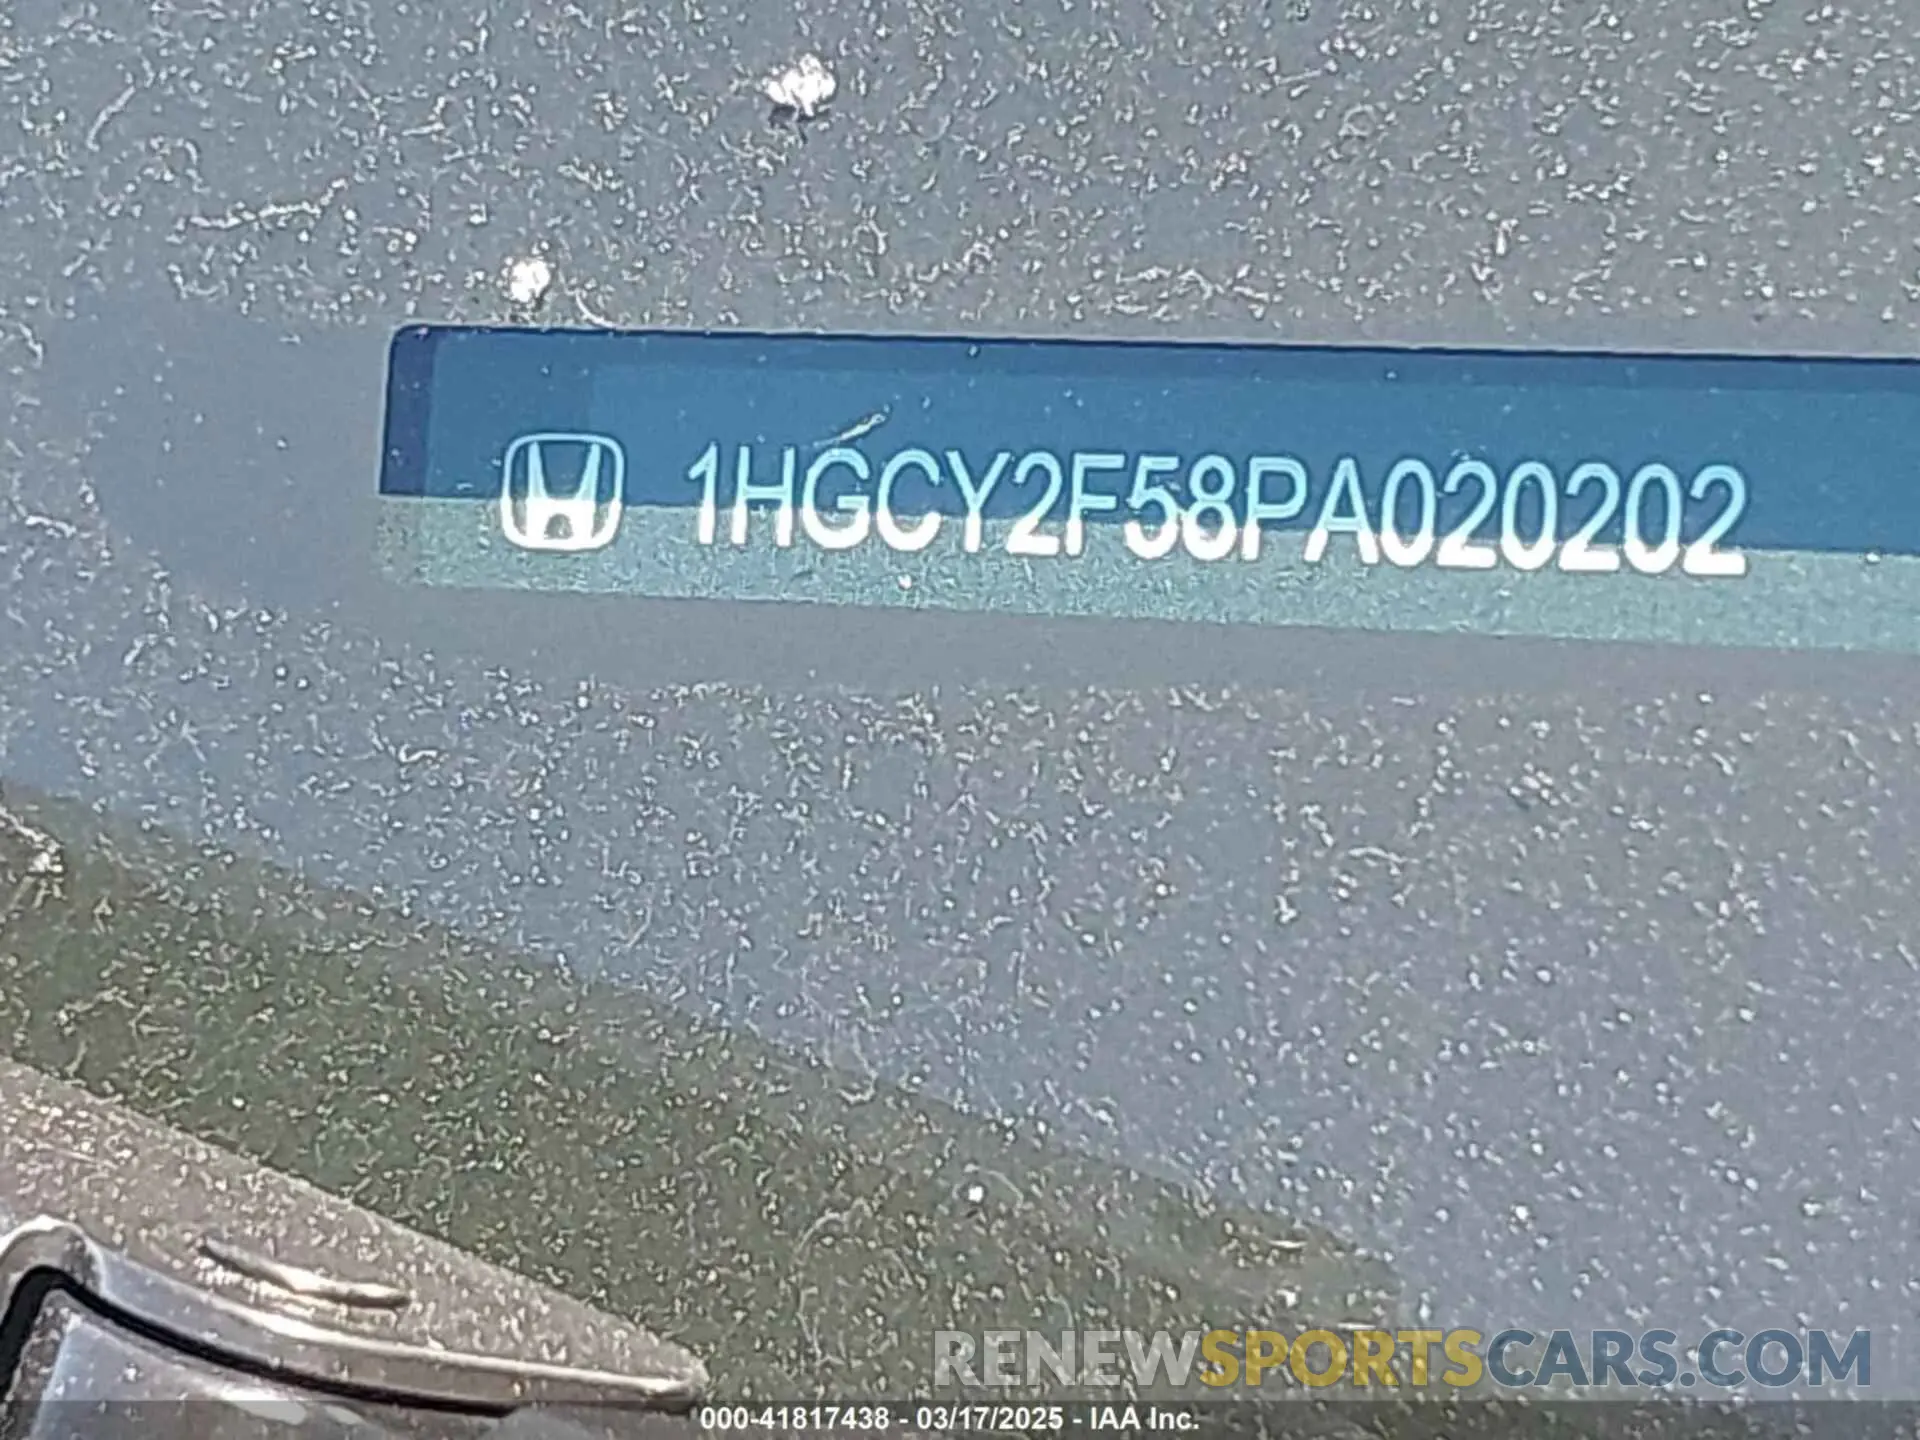 1HGCY2F58PA020202
RENEWSPORTSCARS.COM
000-41817438 - 03/17/2025 - IAA Inc.